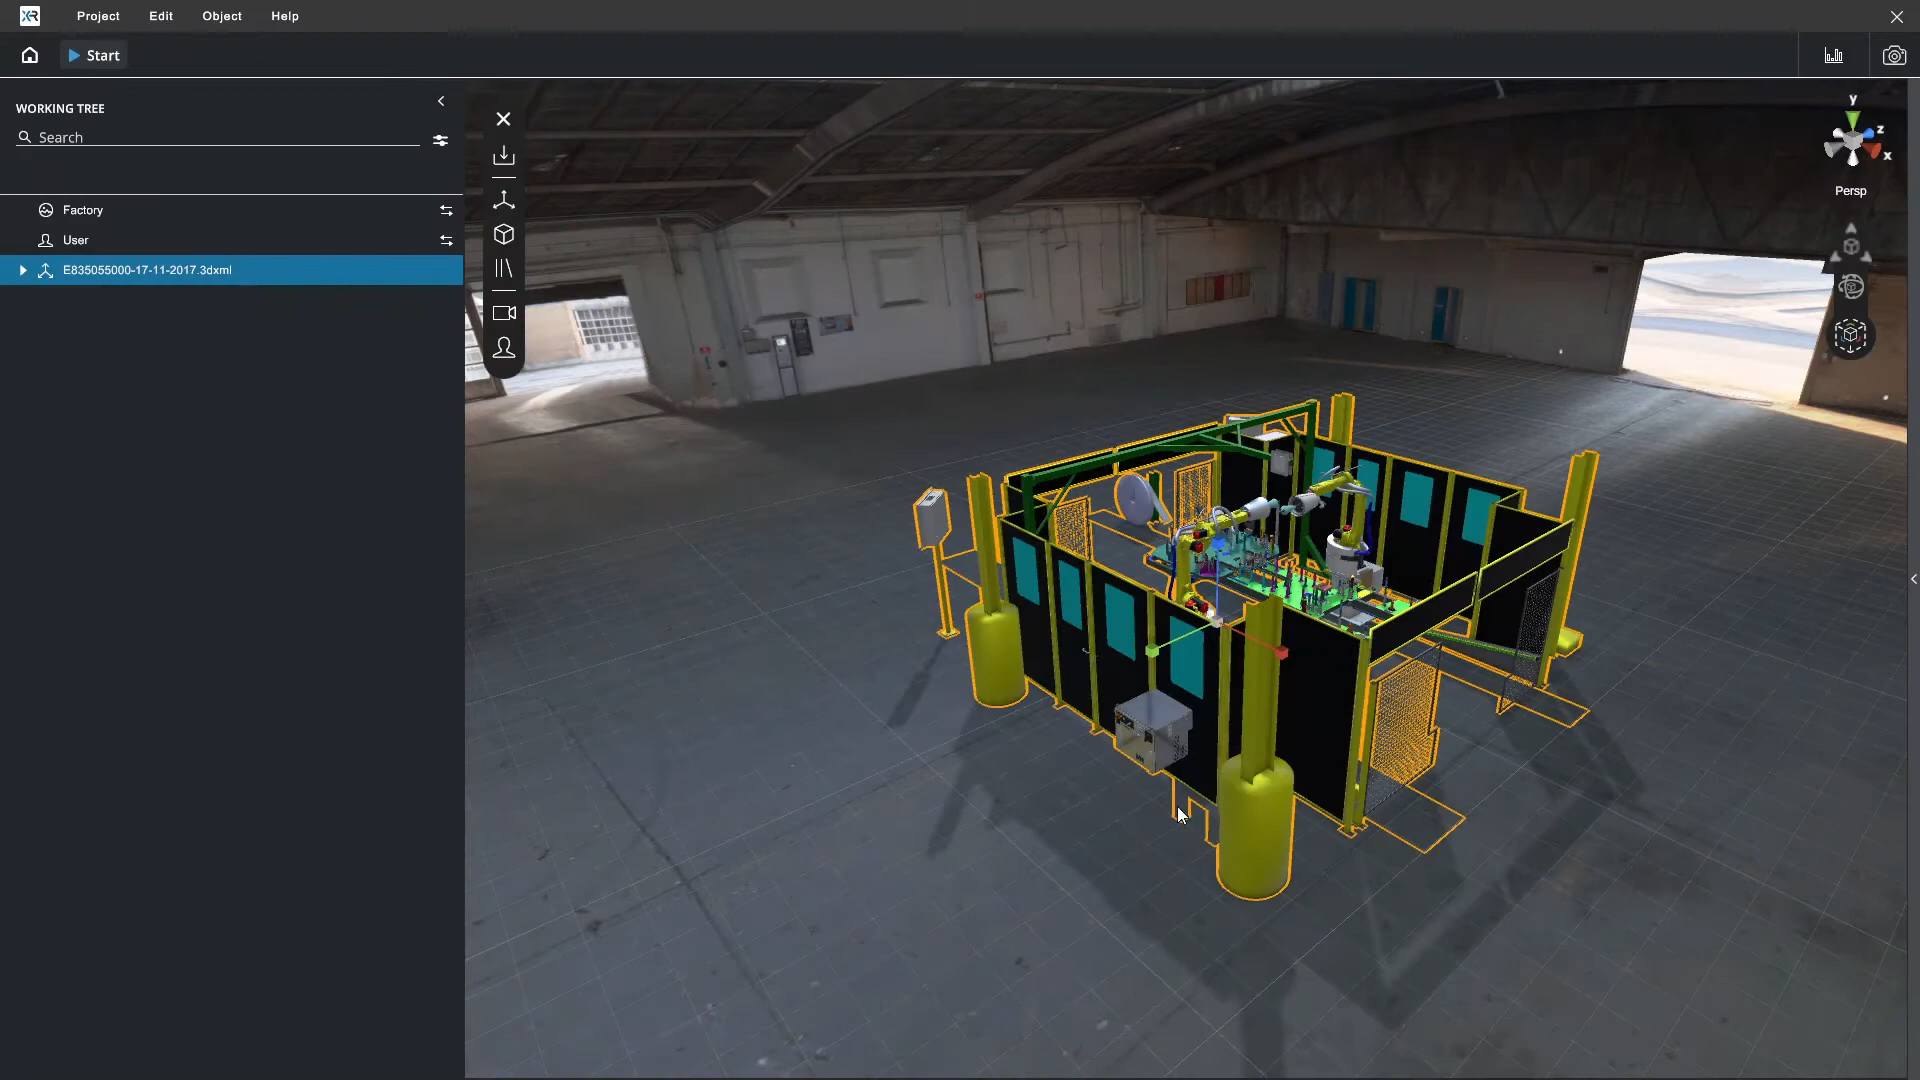 XR
Project Edit Object Help
Start
WORKING TREE
Search
Factory
User
E835055000-17-11-2017.3dxml
y
z
x
Persp